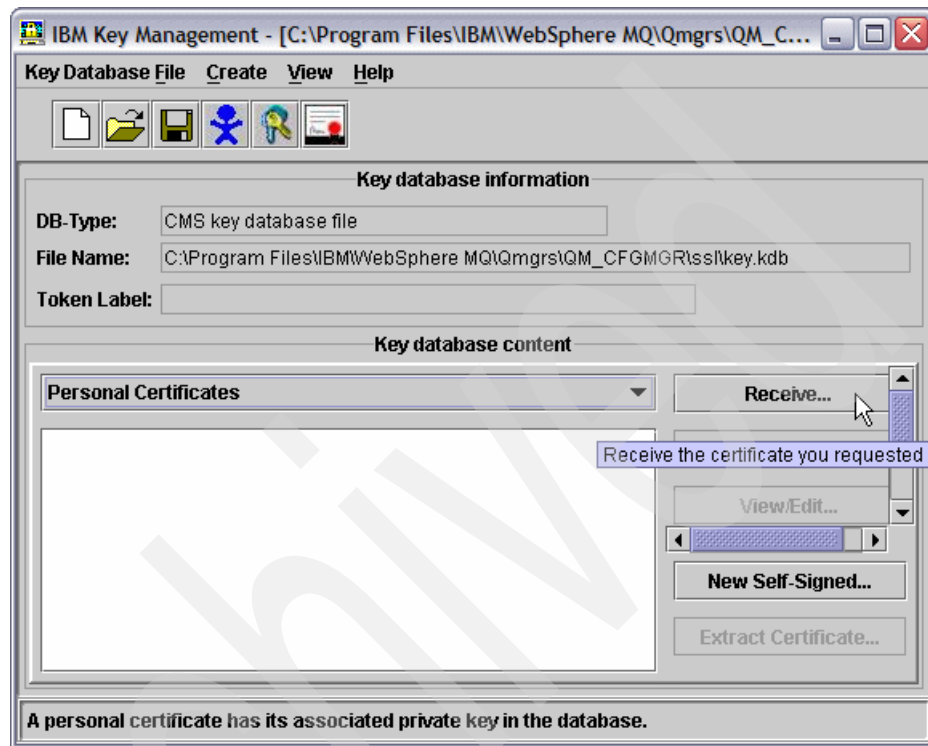 IBM Key Management - [C:\Program Files\IBM\WebSphere MQ\Qmgrs\QM_C...
Key Database File Create View Help
Key database information
DB-Type: CMS key database file
File Name: C:\Program Files\IBM\WebSphere MQ\Qmgrs\QM_CFGMGR\ssl\key.kdb
Token Label:
Key database content
Personal Certificates
Receive...
Receive the certificate you requested
View/Edit...
New Self-Signed...
Extract Certificate...
A personal certificate has its associated private key in the database.